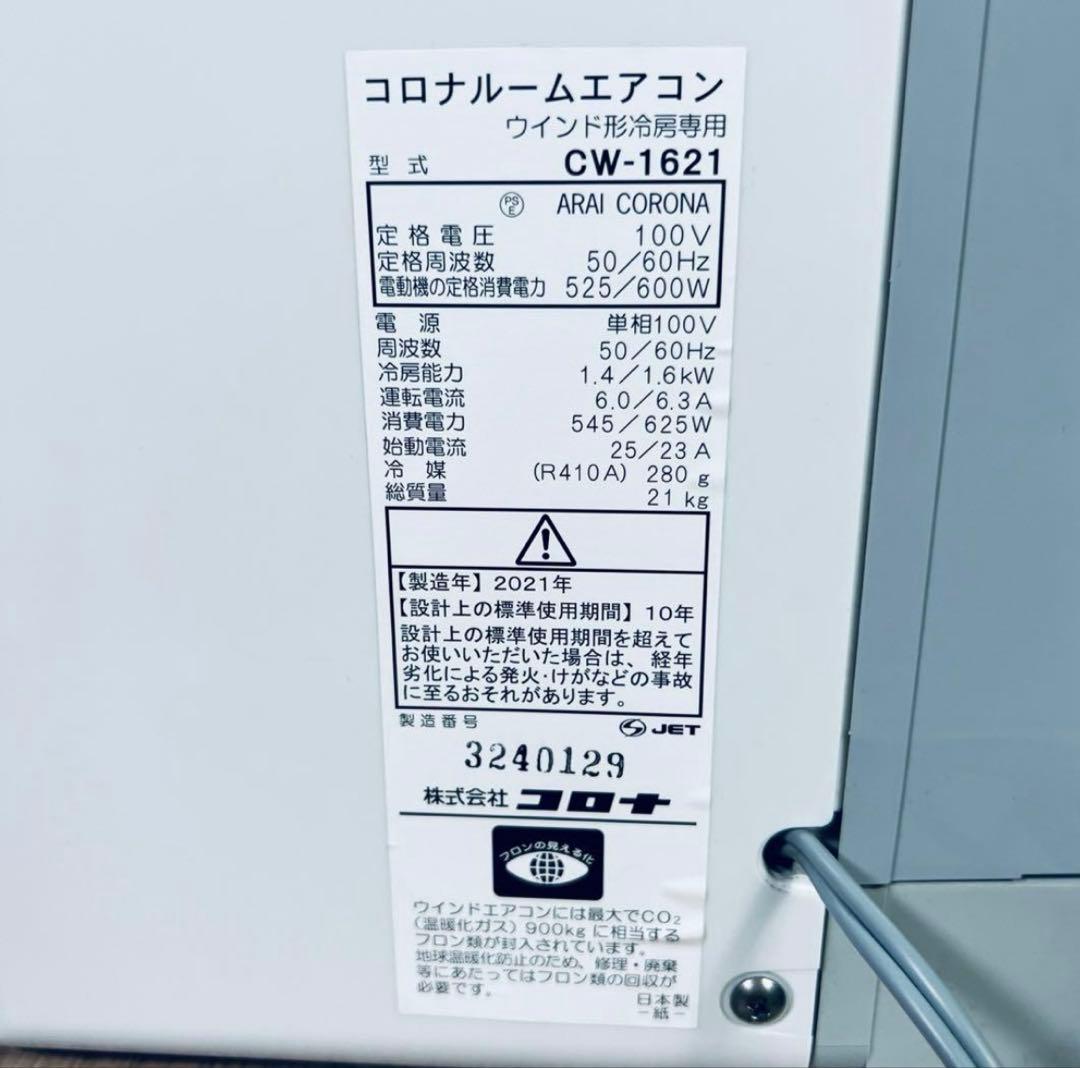 コロナルームエアコン
ウインド形冷房専用
型式 CW-1621
PSE ARAI CORONA
定格電圧 100V
定格周波数 50/60Hz
電動機の定格消費電力 525/600W
電源 単相100V
周波数 50/60Hz
冷房能力 1.4/1.6kW
運転電流 6.0/6.3A
消費電力 545/625W
始動電流 25/23A
冷媒 (R410A) 280g
総質量 21kg
【製造年】2021年
【設計上の標準使用期間】10年
設計上の標準使用期間を超えて
お使いいただいた場合は、経年
劣化による発火・けがなどの事故
に至るおそれがあります。
製造番号 JET
3240129
株式会社 コロナ
フロンの見える化
ウインドエアコンには最大でCO₂
(温暖化ガス) 900kgに相当する
フロン類が封入されています。
地球温暖化防止のため、修理・廃棄
等にあたってはフロン類の回収が
必要です。
日本製
-紙-